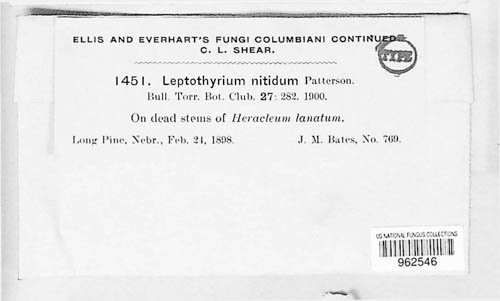 ELLIS AND EVERHART'S FUNGI COLUMBIANI CONTINUED
C. L. SHEAR.
TYPE
1451. Leptothyrium nitidum Patterson.
Bull. Torr. Bot. Club. 27: 282. 1900.
On dead stems of Heracleum lanatum.
Long Pine, Nebr., Feb. 24, 1898. J. M. Bates, No. 769.
US NATIONAL FUNGUS COLLECTIONS
962546